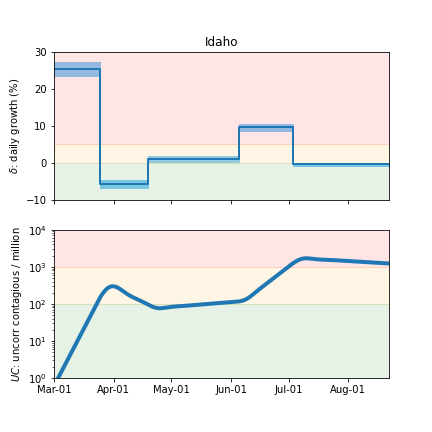 Idaho
30
20
10
0
−10
δ: daily growth (%)
10⁴
10³
10²
10¹
10⁰
UC: uncorr contagious / million
Mar-01 Apr-01 May-01 Jun-01 Jul-01 Aug-01